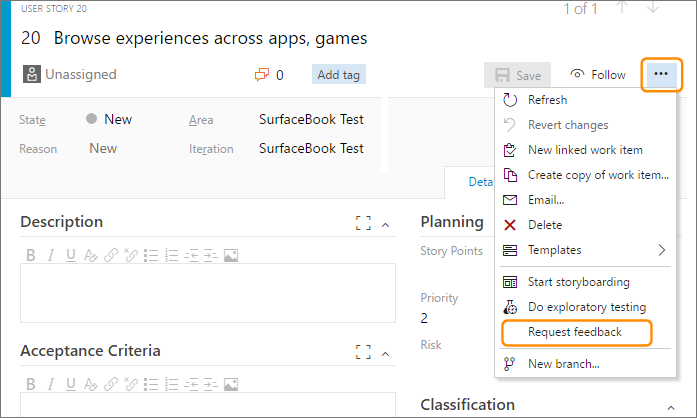 USER STORY 20
1 of 1
20 Browse experiences across apps, games
Unassigned
0
Add tag
Save
Follow
...
State
New
Area
SurfaceBook Test
Reason
New
Iteration
SurfaceBook Test
Detai
Description
B I U A
Acceptance Criteria
B I U A
Planning
Story Points
Priority
2
Risk
Classification
Refresh
Revert changes
New linked work item
Create copy of work item...
Email...
Delete
Templates
Start storyboarding
Do exploratory testing
Request feedback
New branch...